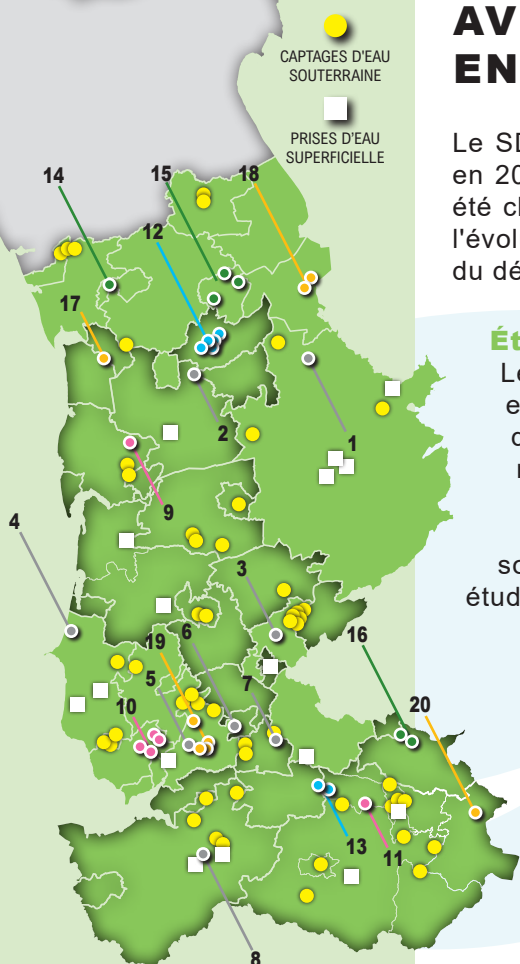 CAPTAGES D'EAU
SOUTERRAINE
PRISES D'EAU
SUPERFICIELLE
14
15
18
12
17
2
1
9
4
3
16
19
6
5
7
20
10
13
11
8
AV
EN
Le SD
en 20
été cl
l'évol
du dé
Ét
Le
e
so
étud